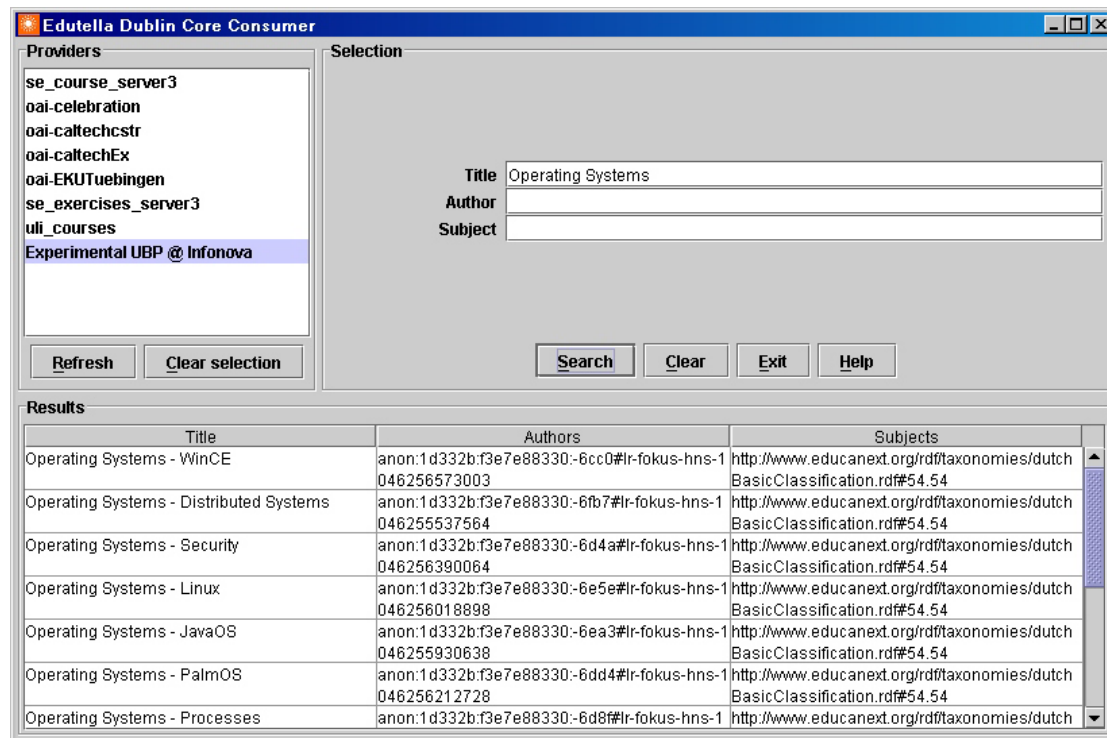 Edutella Dublin Core Consumer
Providers
se_course_server3
oai-celebration
oai-caltechcstr
oai-caltechEx
oai-EKUTuebingen
se_exercises_server3
uli_courses
Experimental UBP @ Infonova
Refresh Clear selection
Selection
Title Operating Systems
Author
Subject
Search Clear Exit Help
Results
Title Authors Subjects
Operating Systems - WinCE anon:1d332b:f3e7e88330:-6cc0#lr-fokus-hns-1 http://www.educanext.org/rdf/taxonomies/dutch
046256573003 BasicClassification.rdf#54.54
Operating Systems - Distributed Systems anon:1d332b:f3e7e88330:-6fb7#lr-fokus-hns-1 http://www.educanext.org/rdf/taxonomies/dutch
046255537564 BasicClassification.rdf#54.54
Operating Systems - Security anon:1d332b:f3e7e88330:-6d4a#lr-fokus-hns-1 http://www.educanext.org/rdf/taxonomies/dutch
046256390064 BasicClassification.rdf#54.54
Operating Systems - Linux anon:1d332b:f3e7e88330:-6e5e#lr-fokus-hns-1 http://www.educanext.org/rdf/taxonomies/dutch
046256018898 BasicClassification.rdf#54.54
Operating Systems - JavaOS anon:1d332b:f3e7e88330:-6ea3#lr-fokus-hns-1 http://www.educanext.org/rdf/taxonomies/dutch
046255930638 BasicClassification.rdf#54.54
Operating Systems - PalmOS anon:1d332b:f3e7e88330:-6dd4#lr-fokus-hns-1 http://www.educanext.org/rdf/taxonomies/dutch
046256212728 BasicClassification.rdf#54.54
Operating Systems - Processes anon:1d332b:f3e7e88330:-6d8f#lr-fokus-hns-1 http://www.educanext.org/rdf/taxonomies/dutch